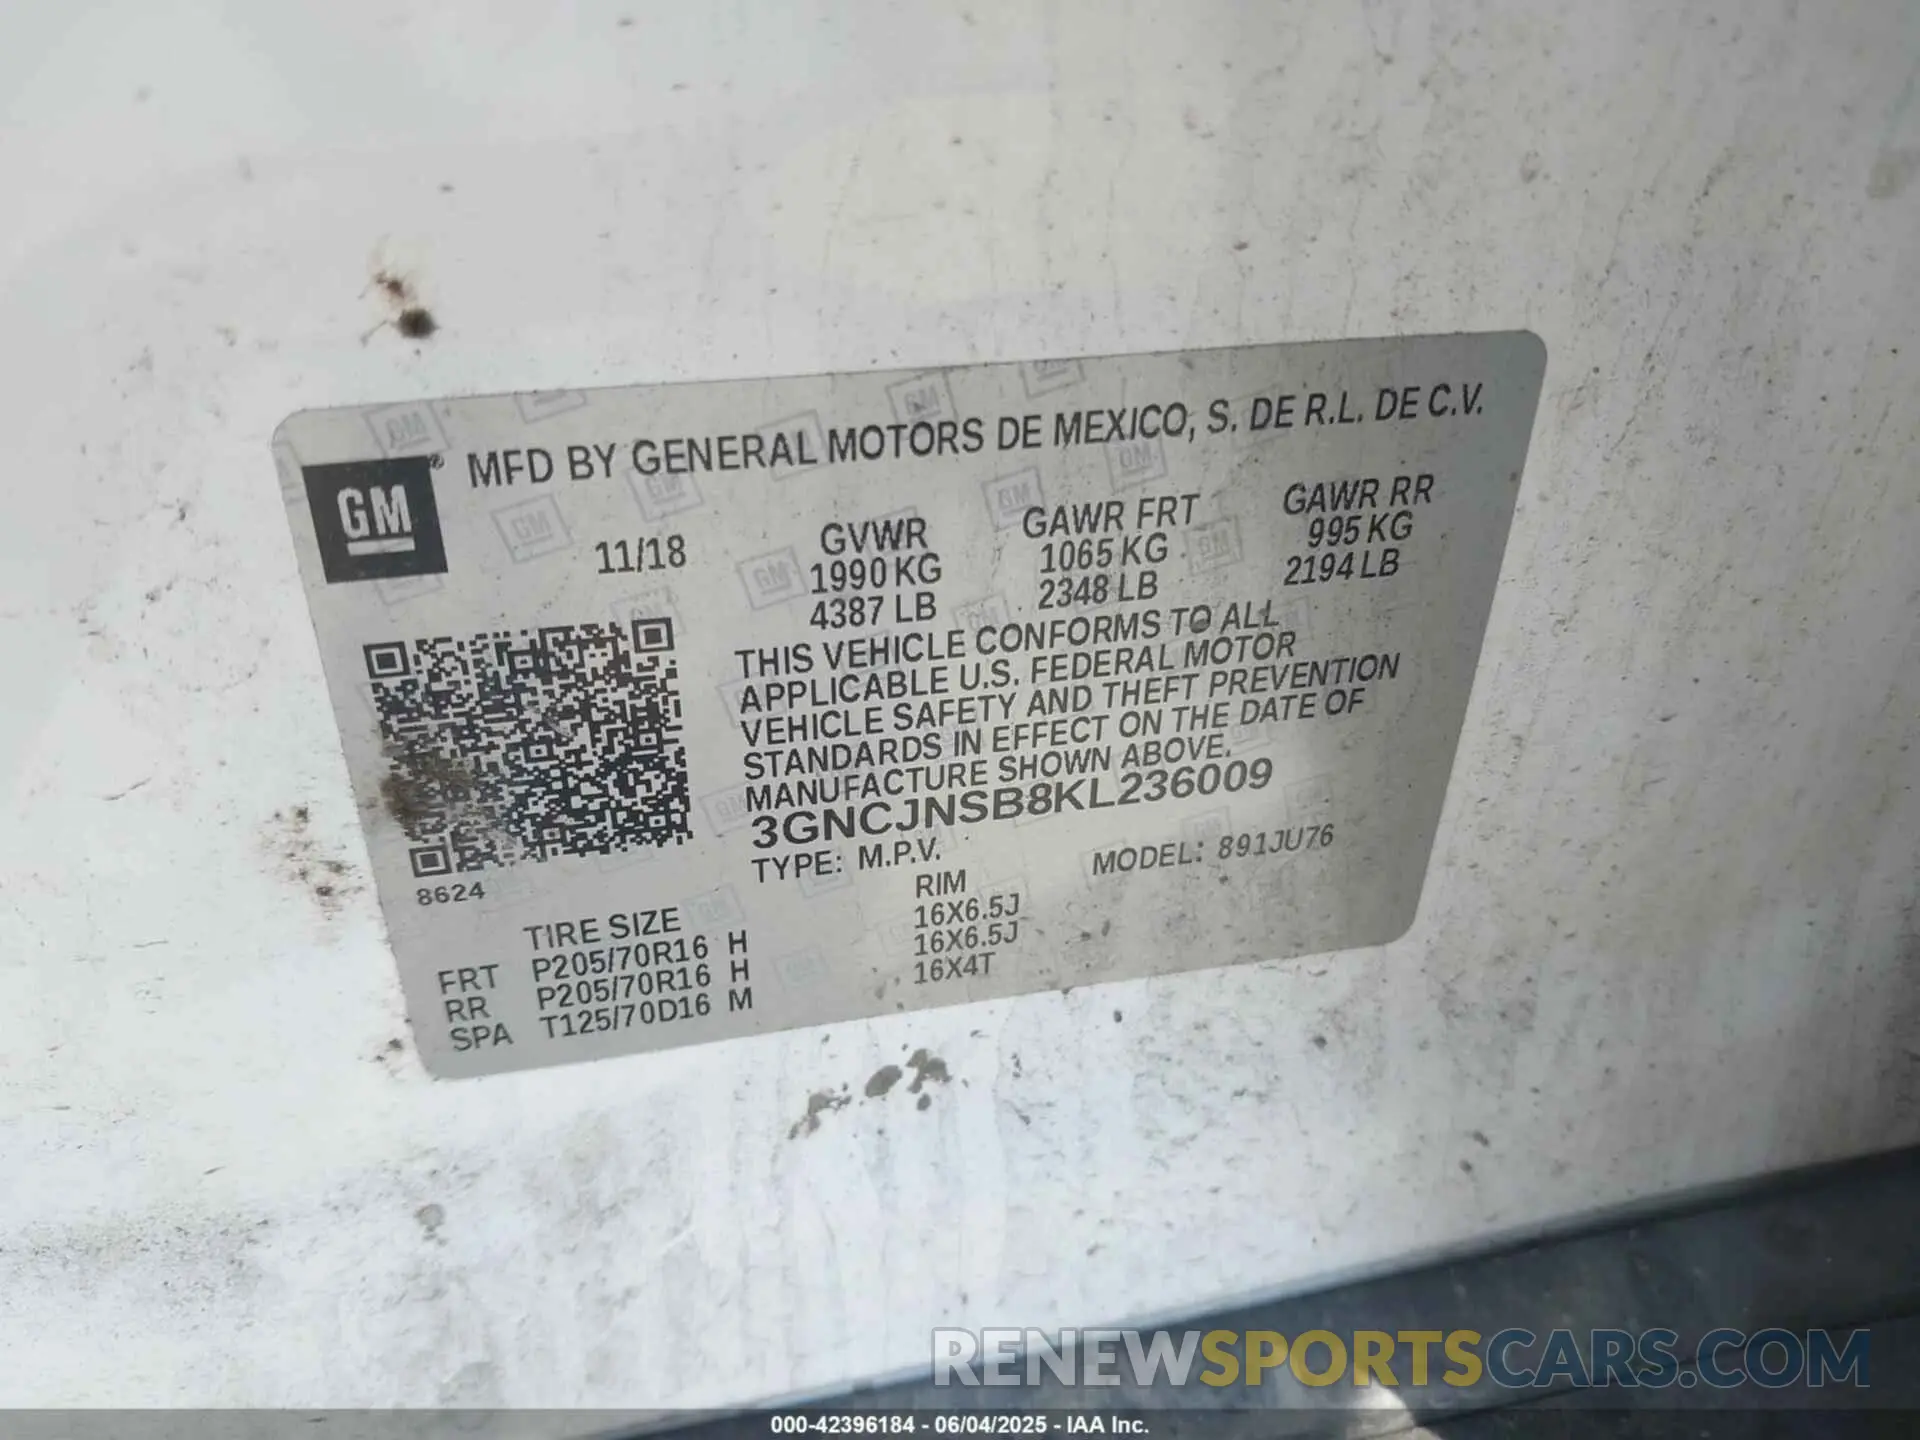 MFD BY GENERAL MOTORS DE MEXICO, S. DE R.L. DE C.V.
GM ®
11/18
GVWR GAWR FRT GAWR RR
1990 KG 1065 KG 995 KG
4387 LB 2348 LB 2194 LB
THIS VEHICLE CONFORMS TO ALL
APPLICABLE U.S. FEDERAL MOTOR
VEHICLE SAFETY AND THEFT PREVENTION
STANDARDS IN EFFECT ON THE DATE OF
MANUFACTURE SHOWN ABOVE.
3GNCJNSB8KL236009
TYPE: M.P.V. MODEL: 891JU76
8624
TIRE SIZE RIM
FRT P205/70R16 H 16X6.5J
RR P205/70R16 H 16X6.5J
SPA T125/70D16 M 16X4T
RENEWSPORTSCARS.COM
000-42396184 - 06/04/2025 - IAA Inc.